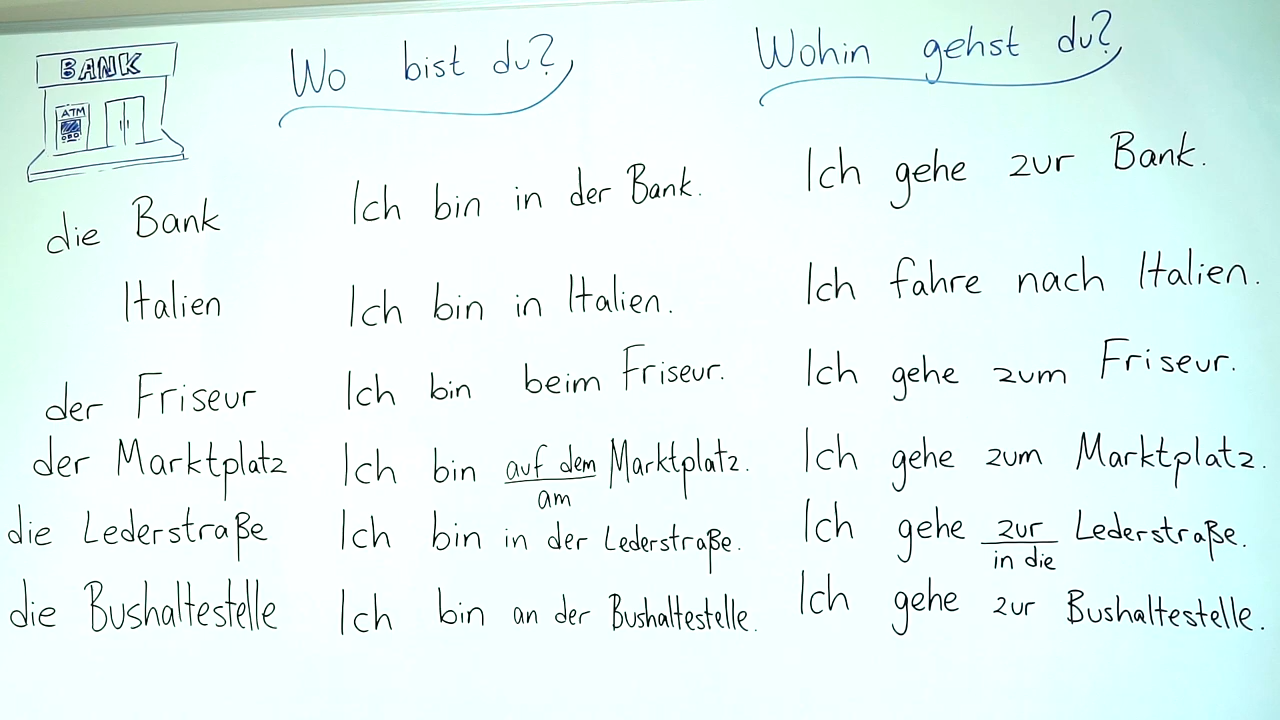 BANK
ATM
Wo bist du?
Wohin gehst du?
die Bank Ich bin in der Bank. Ich gehe zur Bank.
Italien Ich bin in Italien. Ich fahre nach Italien.
der Friseur Ich bin beim Friseur. Ich gehe zum Friseur.
der Marktplatz Ich bin auf dem Marktplatz. Ich gehe zum Marktplatz.
am
die Lederstraße Ich bin in der Lederstraße. Ich gehe zur Lederstraße.
in die
die Bushaltestelle Ich bin an der Bushaltestelle. Ich gehe zur Bushaltestelle.